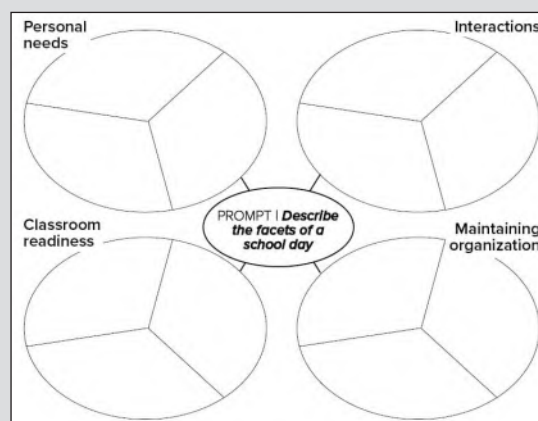 Personal
needs
Interactions
PROMPT | Describe
the facets of a
school day
Classroom
readiness
Maintaining
organization